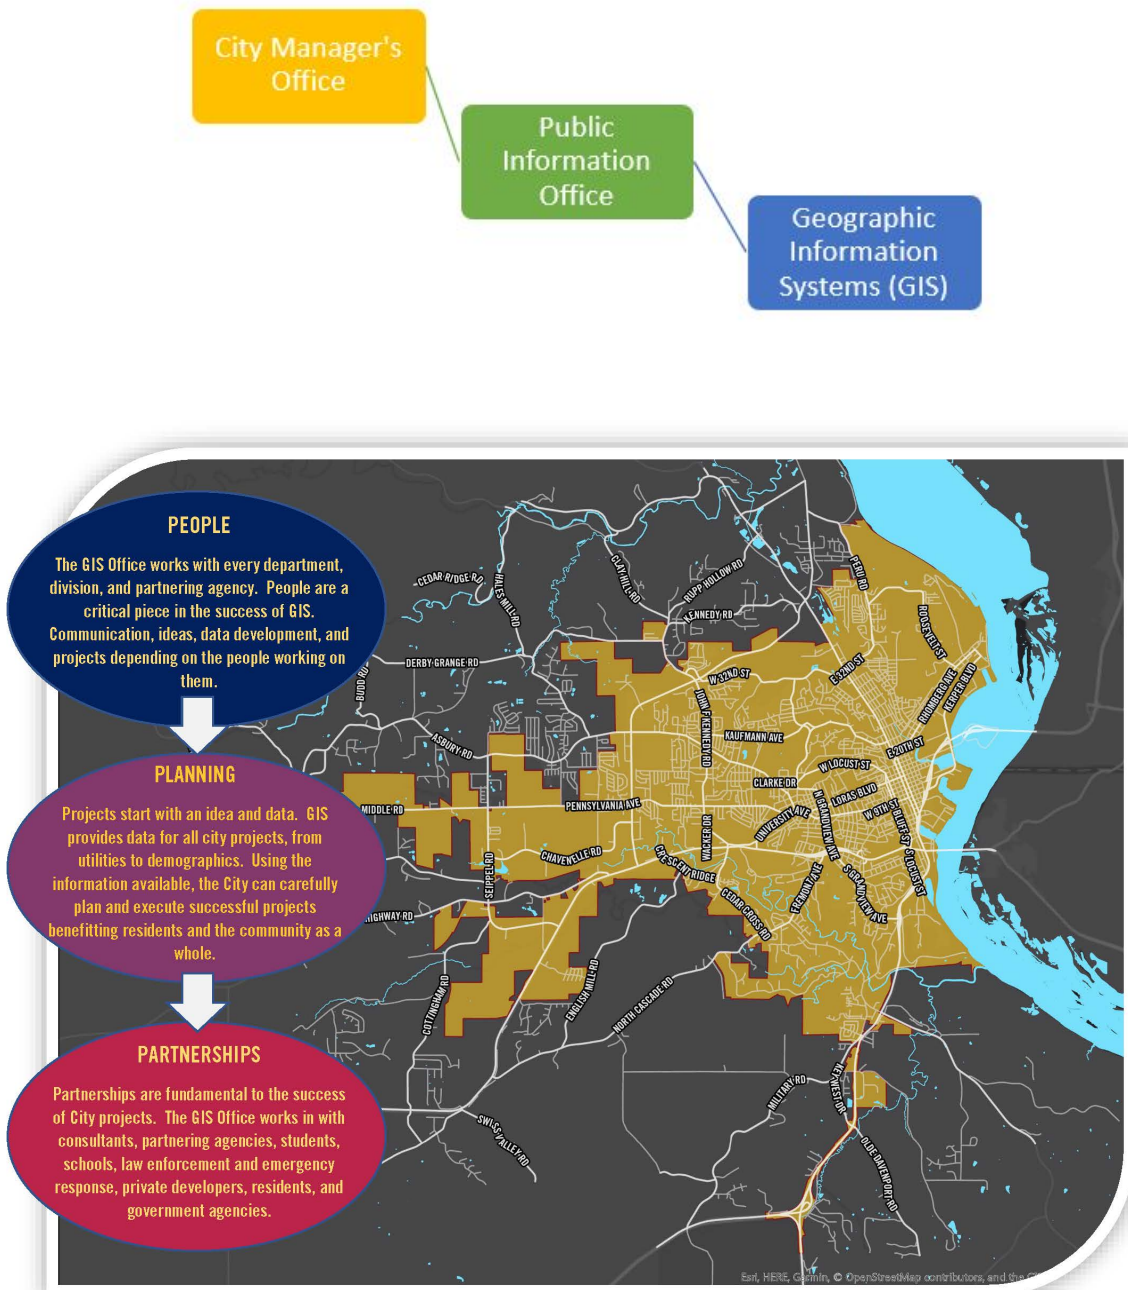 City Manager's
Office
Public
Information
Office
Geographic
Information
Systems (GIS)
PEOPLE
The GIS Office works with every department,
division, and partnering agency.  People are a
critical piece in the success of GIS.
Communication, ideas, data development, and
projects depending on the people working on
them.
PLANNING
Projects start with an idea and data.  GIS
provides data for all city projects, from
utilities to demographics.  Using the
information available, the City can carefully
plan and execute successful projects
benefitting residents and the community as a
whole.
PARTNERSHIPS
Partnerships are fundamental to the success
of City projects.  The GIS Office works in with
consultants, partnering agencies, students,
schools, law enforcement and emergency
response, private developers, residents, and
government agencies.
CEDAR RIDGE RD
HALES MILL RD
CLAY HILL RD
RUPP HOLLOW RD
KENNEDY RD
PERU RD
ROOSEVELT ST
DERBY GRANGE RD
BUDD RD
W 32ND ST
E 32ND ST
RHOMBERG AVE
KERPER BLVD
JOHN F KENNEDY RD
KAUFMANN AVE
ASBURY RD
E 20TH ST
W LOCUST ST
CLARKE DR
LORAS BLVD
MIDDLE RD
PENNSYLVANIA AVE
UNIVERSITY AVE
N GRANDVIEW AVE
W 9TH ST
BLUFF ST
S LOCUST ST
WACKER DR
CHAVENELLE RD
SEIPPEL RD
CRESCENT RIDGE
CEDAR CROSS RD
FREMONT AVE
S GRANDVIEW AVE
HIGHWAY RD
COTTINGHAM RD
ENGLISH MILL RD
NORTH CASCADE RD
MILITARY RD
KEY WEST DR
SWISS VALLEY RD
OLDE DAVENPORT RD
Esri, HERE, Garmin, © OpenStreetMap contributors, and the